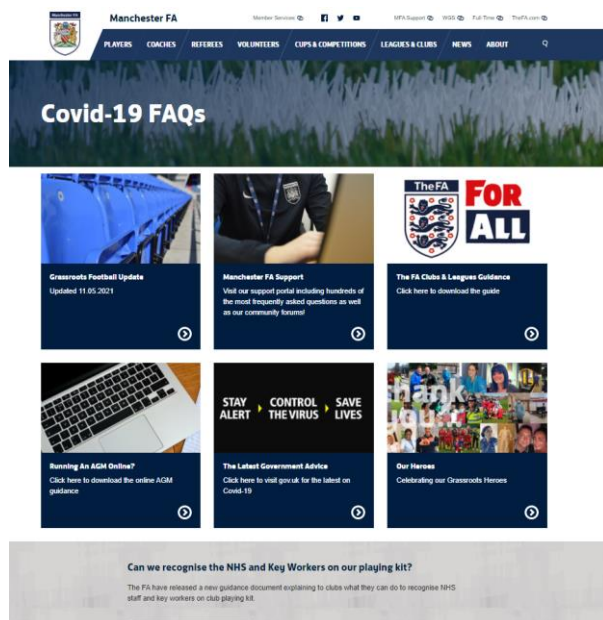 Manchester FA
Member Services
MFA Support WGS Full-Time TheFA.com
PLAYERS COACHES REFEREES VOLUNTEERS CUPS & COMPETITIONS LEAGUES & CLUBS NEWS ABOUT
Covid-19 FAQs
Grassroots Football Update
Updated 11.05.2021
Manchester FA Support
Visit our support portal including hundreds of
the most frequently asked questions as well
as our community forums!
The FA
FOR
ALL
The FA Clubs & Leagues Guidance
Click here to download the guide
Running An AGM Online?
Click here to download the online AGM
guidance
STAY CONTROL SAVE
ALERT THE VIRUS LIVES
The Latest Government Advice
Click here to visit gov.uk for the latest on
Covid-19
thank
you!
Our Heroes
Celebrating our Grassroots Heroes
Can we recognise the NHS and Key Workers on our playing kit?
The FA have released a new guidance document explaining to clubs what they can do to recognise NHS
staff and key workers on club playing kit.